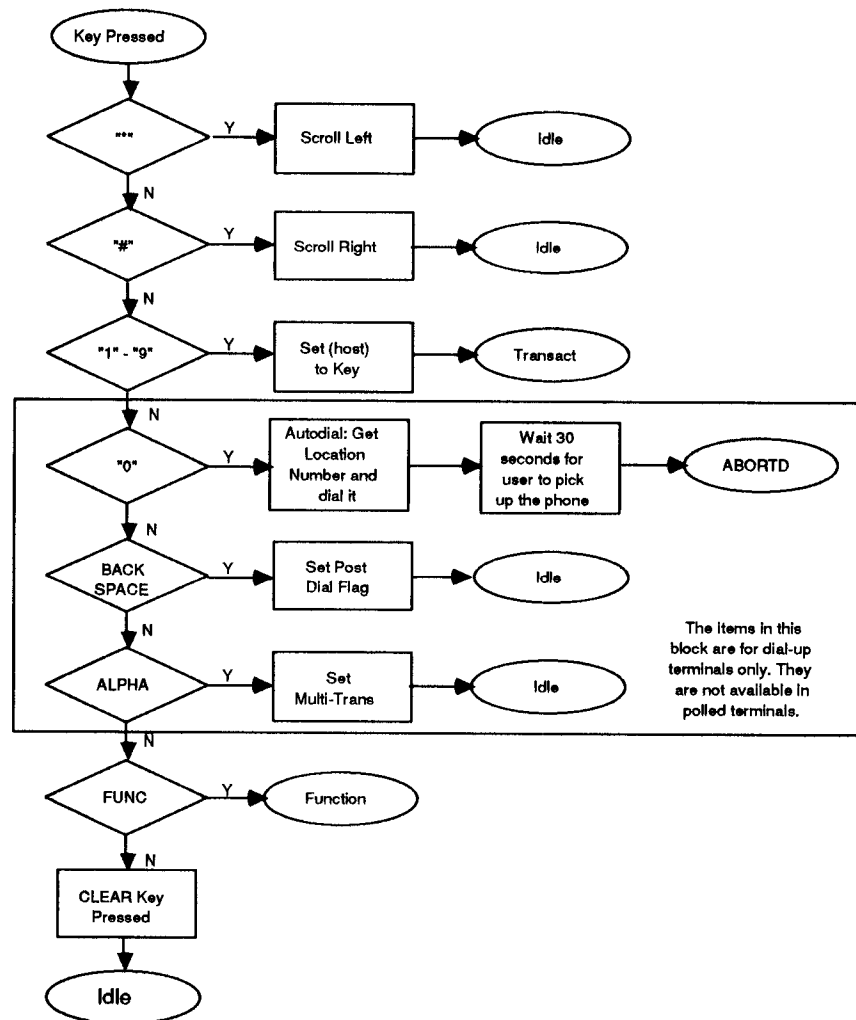 Key Pressed
"*"
Y
Scroll Left
Idle
N
"#"
Y
Scroll Right
Idle
N
"1" - "9"
Y
Set (host)
to Key
Transact
N
"0"
Y
Autodial: Get
Location
Number and
dial it
Wait 30
seconds for
user to pick
up the phone
ABORTD
N
BACK
SPACE
Y
Set Post
Dial Flag
Idle
N
ALPHA
Y
Set
Multi-Trans
Idle
The items in this
block are for dial-up
terminals only. They
are not available in
polled terminals.
N
FUNC
Y
Function
N
CLEAR Key
Pressed
Idle